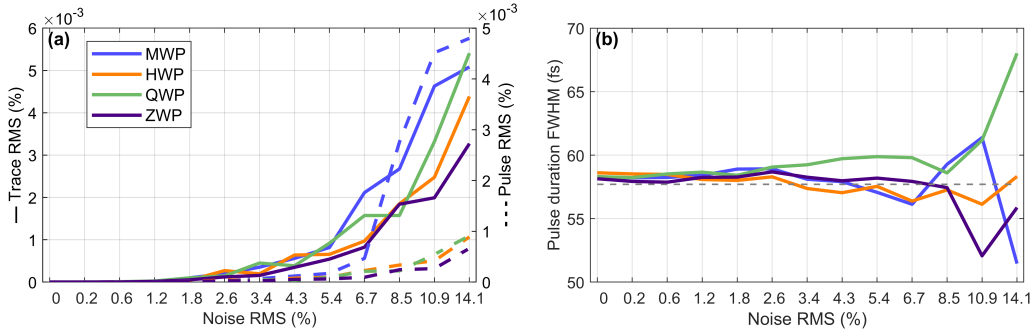 ×10⁻³
6
5
4
3
2
1
0
(a)
MWP
HWP
QWP
ZWP
— Trace RMS (%)
×10⁻³
5
4
3
2
1
0
--- Pulse RMS (%)
0 0.2 0.6 1.2 1.8 2.6 3.4 4.3 5.4 6.7 8.5 10.9 14.1
Noise RMS (%)
(b)
70
65
60
55
50
Pulse duration FWHM (fs)
0 0.2 0.6 1.2 1.8 2.6 3.4 4.3 5.4 6.7 8.5 10.9 14.1
Noise RMS (%)